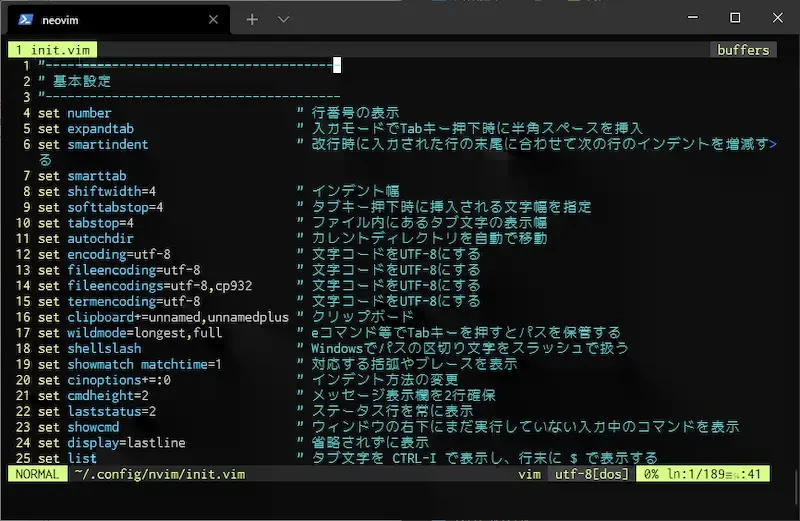 neovim
1 init.vim buffers
1 "----------------------------------------
2 " 基本設定
3 "----------------------------------------
4 set number " 行番号の表示
5 set expandtab " 入力モードでTabキー押下時に半角スペースを挿入
6 set smartindent " 改行時に入力された行の末尾に合わせて次の行のインデントを増減す>
る
7 set smarttab
8 set shiftwidth=4 " インデント幅
9 set softtabstop=4 " タブキー押下時に挿入される文字幅を指定
10 set tabstop=4 " ファイル内にあるタブ文字の表示幅
11 set autochdir " カレントディレクトリを自動で移動
12 set encoding=utf-8 " 文字コードをUTF-8にする
13 set fileencoding=utf-8 " 文字コードをUTF-8にする
14 set fileencodings=utf-8,cp932 " 文字コードをUTF-8にする
15 set termencoding=utf-8 " 文字コードをUTF-8にする
16 set clipboard+=unnamed,unnamedplus " クリップボード
17 set wildmode=longest,full " eコマンド等でTabキーを押すとパスを保管する
18 set shellslash " Windowsでパスの区切り文字をスラッシュで扱う
19 set showmatch matchtime=1 " 対応する括弧やブレースを表示
20 set cinoptions+=:0 " インデント方法の変更
21 set cmdheight=2 " メッセージ表示欄を2行確保
22 set laststatus=2 " ステータス行を常に表示
23 set showcmd " ウィンドウの右下にまだ実行していない入力中のコマンドを表示
24 set display=lastline " 省略されずに表示
25 set list " タブ文字を CTRL-I で表示し、行末に $ で表示する
NORMAL ~/.config/nvim/init.vim vim utf-8[dos] 0% ln:1/189≡℅:41